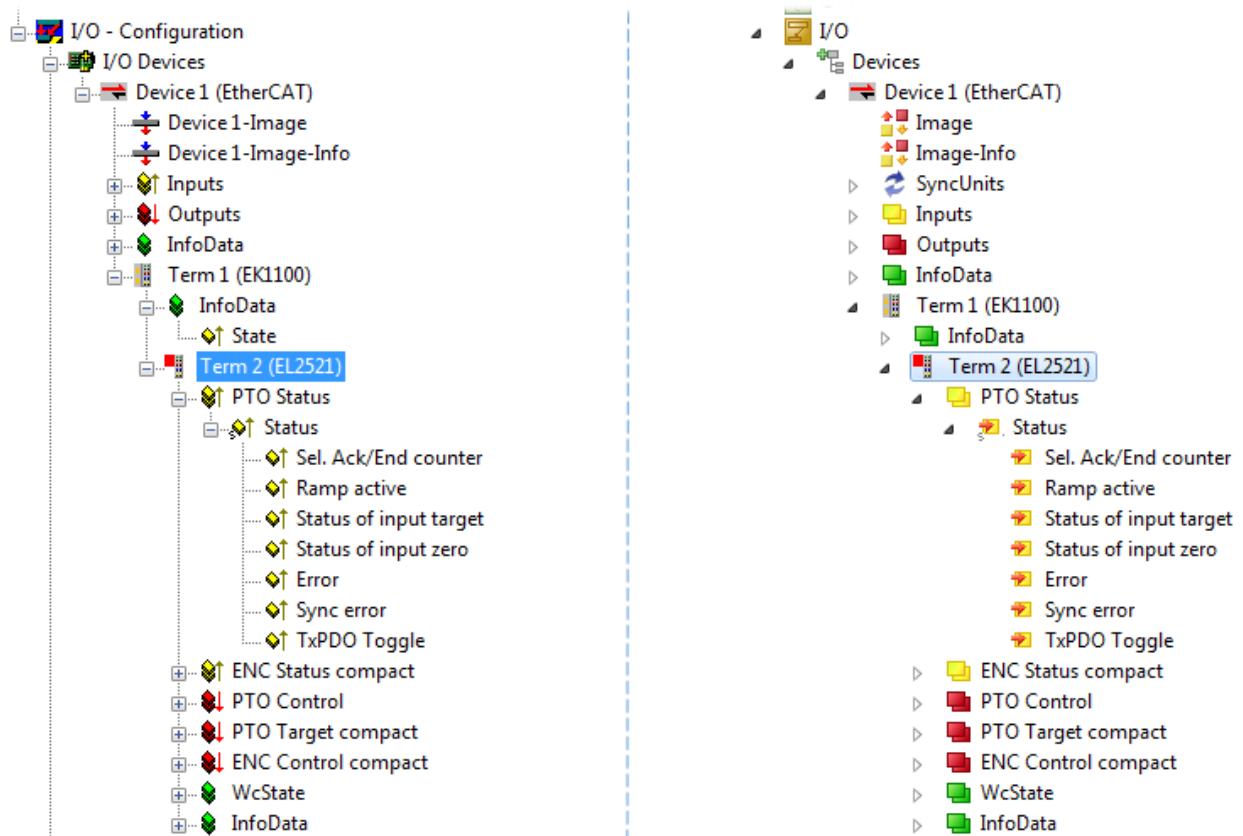 I/O - Configuration
I/O Devices
Device 1 (EtherCAT)
Device 1-Image
Device 1-Image-Info
Inputs
Outputs
InfoData
Term 1 (EK1100)
InfoData
State
Term 2 (EL2521)
PTO Status
Status
Sel. Ack/End counter
Ramp active
Status of input target
Status of input zero
Error
Sync error
TxPDO Toggle
ENC Status compact
PTO Control
PTO Target compact
ENC Control compact
WcState
InfoData
I/O
Devices
Device 1 (EtherCAT)
Image
Image-Info
SyncUnits
Inputs
Outputs
InfoData
Term 1 (EK1100)
InfoData
Term 2 (EL2521)
PTO Status
Status
Sel. Ack/End counter
Ramp active
Status of input target
Status of input zero
Error
Sync error
TxPDO Toggle
ENC Status compact
PTO Control
PTO Target compact
ENC Control compact
WcState
InfoData